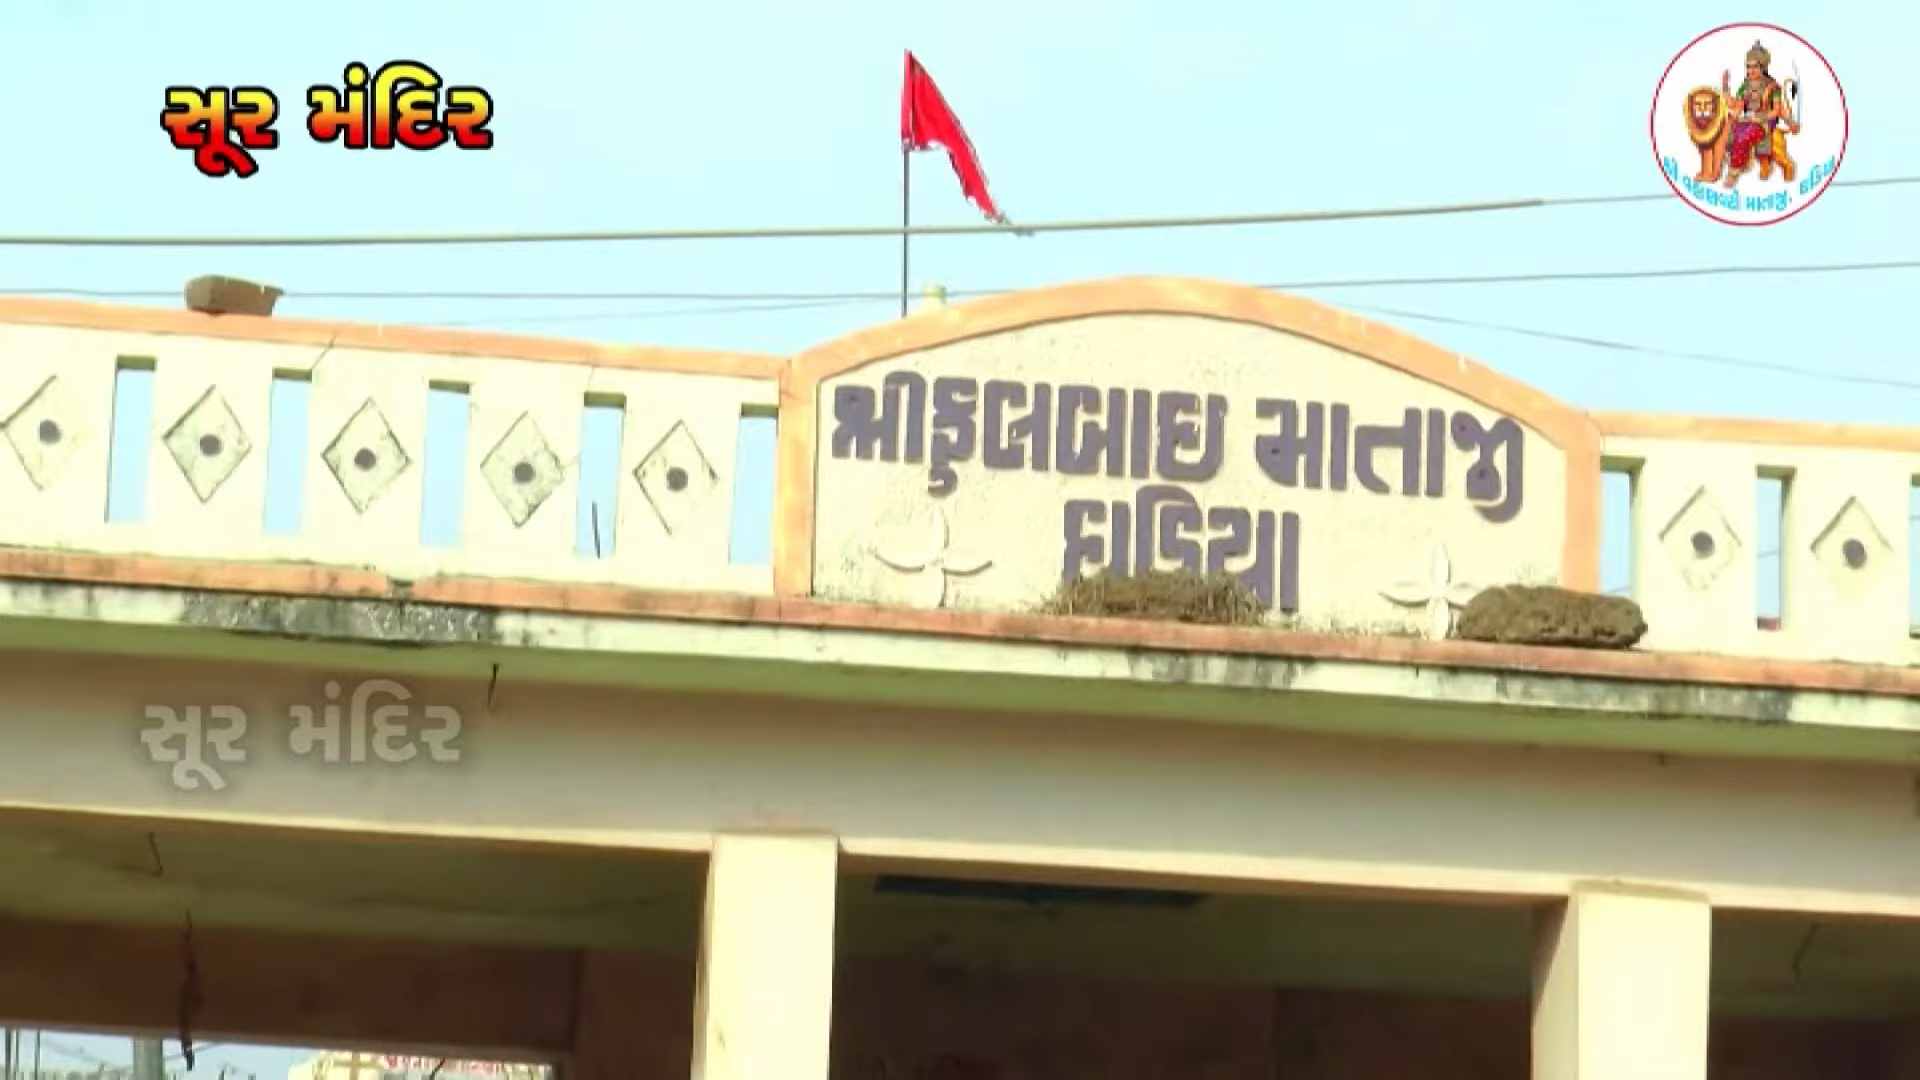 સૂર મંદિર
શ્રી ફુલબાઇ માતાજી
ઘડિયા
સૂર મંદિર